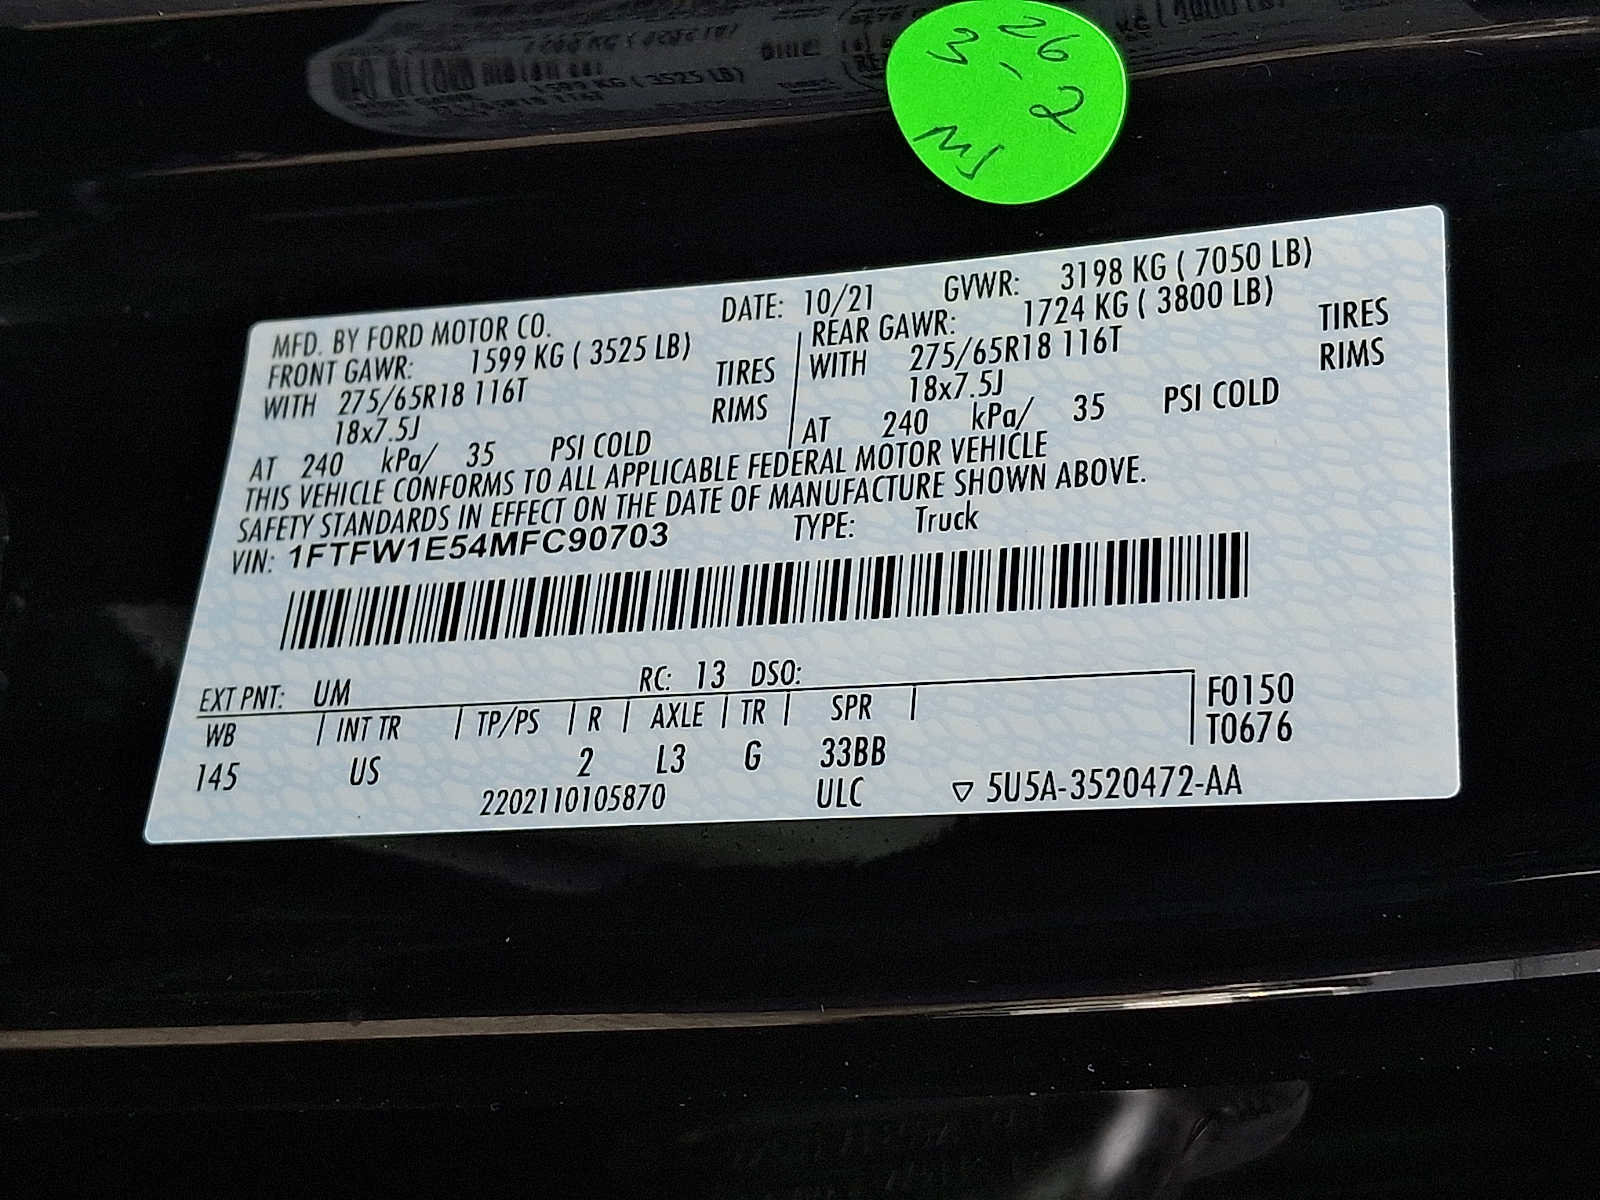 26
3-2
MFD. BY FORD MOTOR CO. DATE: 10/21 GVWR: 3198 KG ( 7050 LB)
FRONT GAWR: 1599 KG ( 3525 LB) REAR GAWR: 1724 KG ( 3800 LB)
WITH 275/65R18 116T TIRES WITH 275/65R18 116T TIRES
18x7.5J RIMS 18x7.5J RIMS
AT 240 kPa/ 35 PSI COLD AT 240 kPa/ 35 PSI COLD
THIS VEHICLE CONFORMS TO ALL APPLICABLE FEDERAL MOTOR VEHICLE
SAFETY STANDARDS IN EFFECT ON THE DATE OF MANUFACTURE SHOWN ABOVE.
VIN: 1FTFW1E54MFC90703 TYPE: Truck
EXT PNT: UM RC: 13 DSO:
WB | INT TR | TP/PS | R | AXLE | TR | SPR | F0150
145 US 2 L3 G 33BB T0676
2202110105870 ULC ▽ 5U5A-3520472-AA